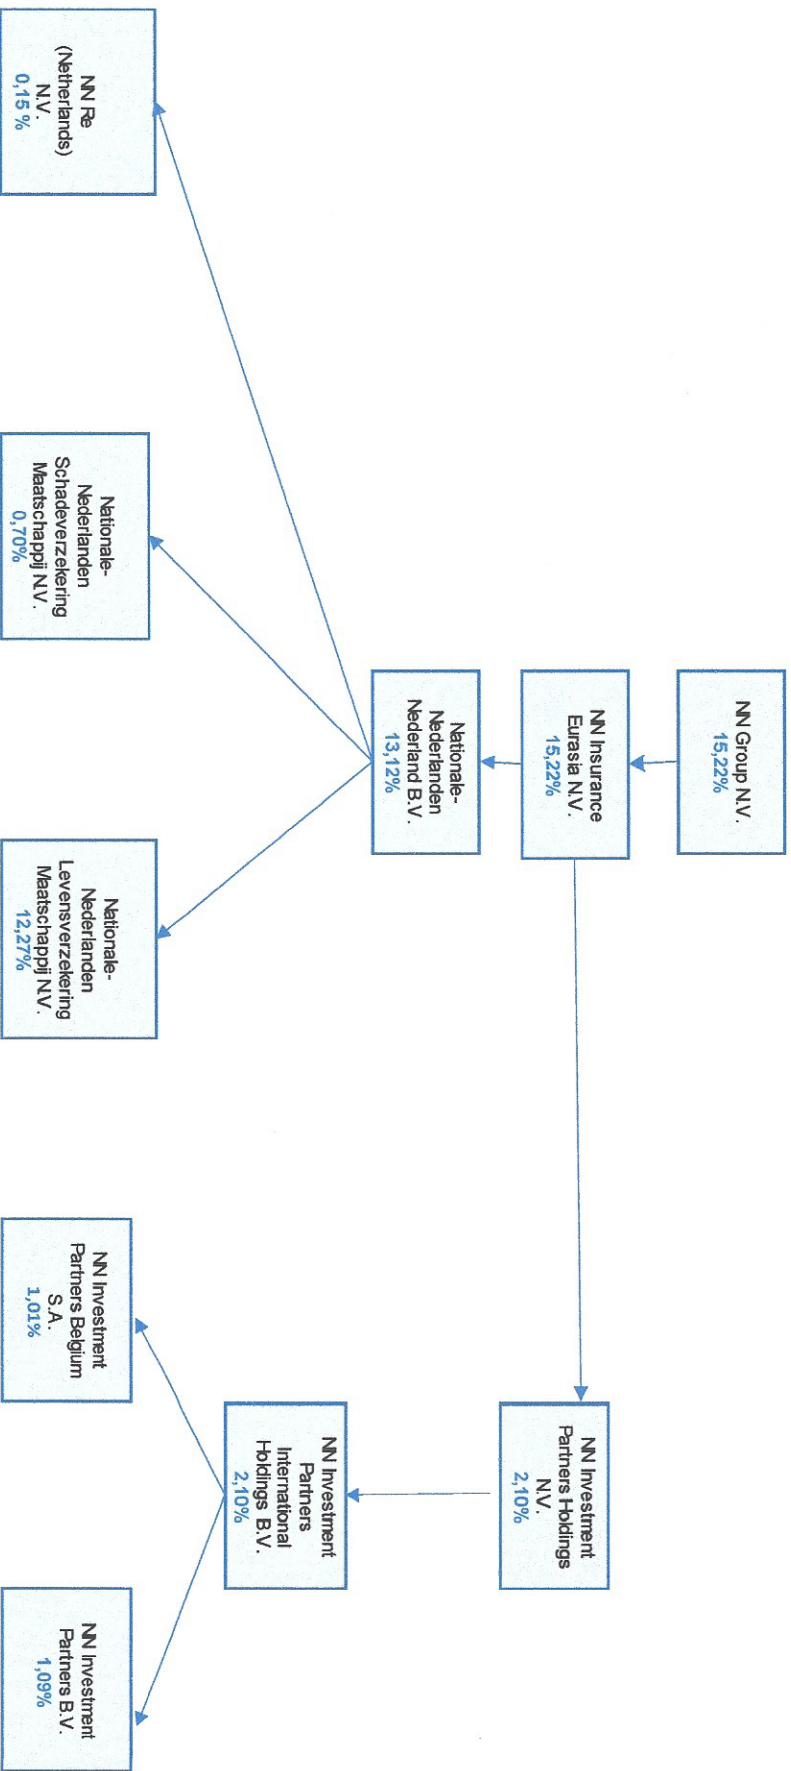 NN Group N.V.
15,22%
NN Insurance
Eurasia N.V.
15,22%
Nationale-
Nederlanden
Nederland B.V.
13,12%
NN Investment
Partners Holdings
N.V.
2,10%
NN Investment
Partners
International
Holdings B.V.
2,10%
NN Re
(Netherlands)
N.V.
0,15 %
Nationale-
Nederlanden
Schadeverzekering
Maatschappij N.V.
0,70%
Nationale-
Nederlanden
Levensverzekering
Maatschappij N.V.
12,27%
NN Investment
Partners Belgium
S.A.
1,01%
NN Investment
Partners B.V.
1,09%